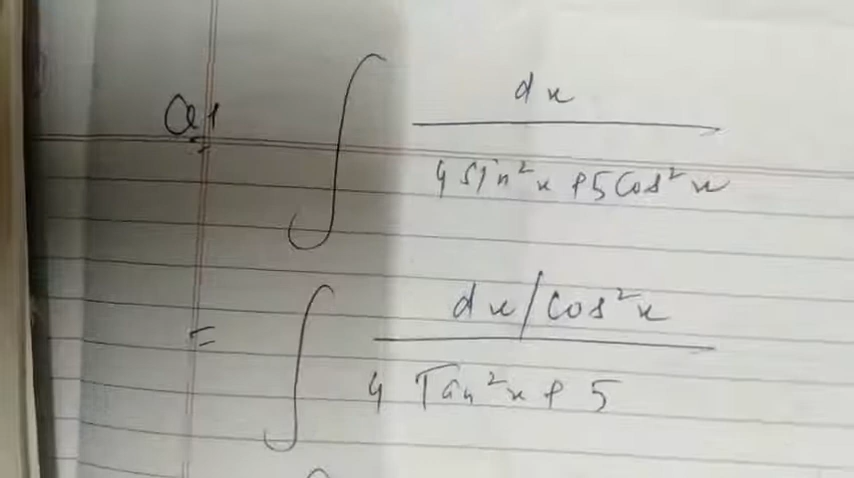 Q1 ∫ dx / (4 sin²x + 5 cos²x)
= ∫ (dx/cos²x) / (4 Tan²x + 5)